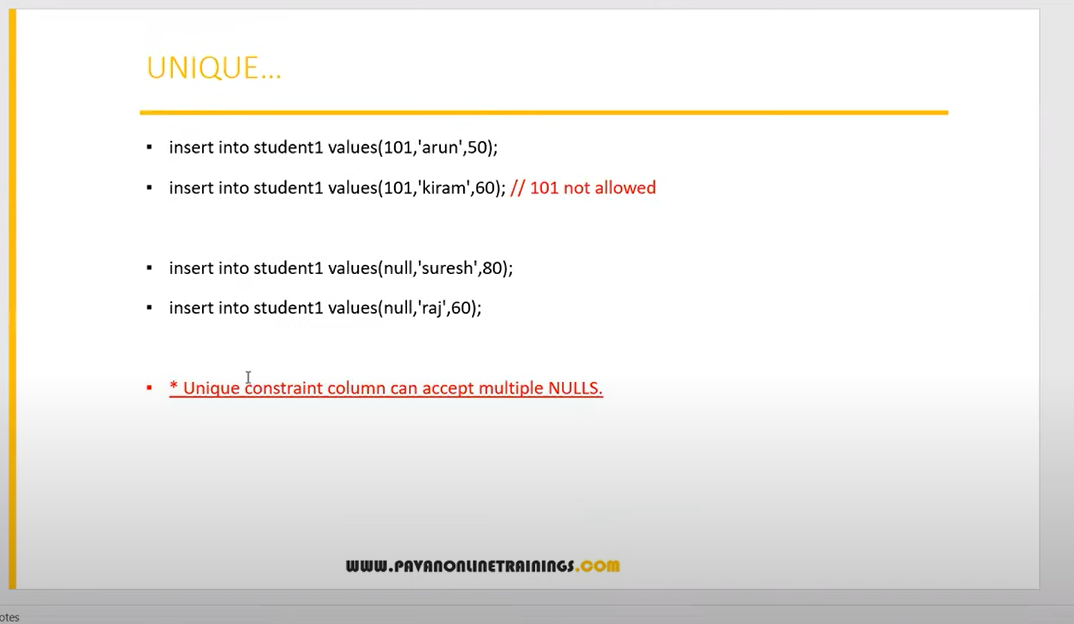 UNIQUE...
▪ insert into student1 values(101,'arun',50);
▪ insert into student1 values(101,'kiram',60); // 101 not allowed
▪ insert into student1 values(null,'suresh',80);
▪ insert into student1 values(null,'raj',60);
▪ * Unique constraint column can accept multiple NULLS.
WWW.PAVANONLINETRAININGS.COM
otes